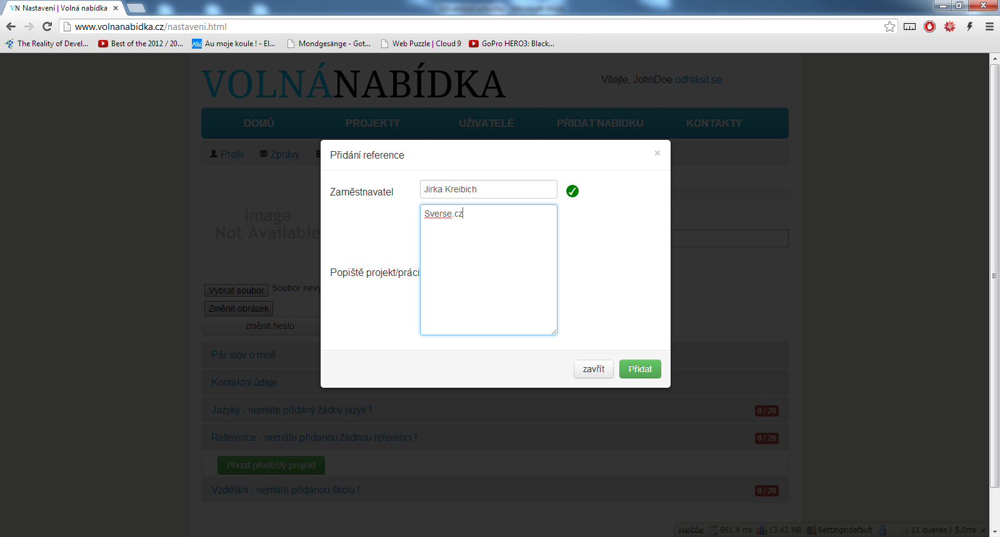 VN Nastavení | Volná nabídka ×
www.volnanabidka.cz/nastaveni.html
The Reality of Devel... Best of the 2012 / 20... Au moje koule ! - El... Mondgesänge - Got... Web Puzzle | Cloud 9 GoPro HERO3: Black...
VOLNÁNABÍDKA
Vítejte, JohnDoe odhlásit se
DOMŮ PROJEKTY UŽIVATELÉ PŘIDAT NABÍDKU KONTAKTY
Profil Zprávy
Přidání reference ×
Zaměstnavatel Jirka Kreibich
Sverse.cz
Popiště projekt/práci
zavřít Přidat
Image
Not Available
Vybrat soubor Soubor nevy
Změnit obrázek
změnit heslo
Pár slov o mně
Kontaktní údaje
Jazyky - nemáte přidaný žádný jazyk ! 0 / 20
Reference - nemáte přidanou žádnou referenci ! 0 / 20
Přidat předešlý projekt
Vzdělání - nemáte přidanou školu ! 0 / 20
nette 961.4 ms 13.42 MB Settings:default 11 queries / 5.0ms ×